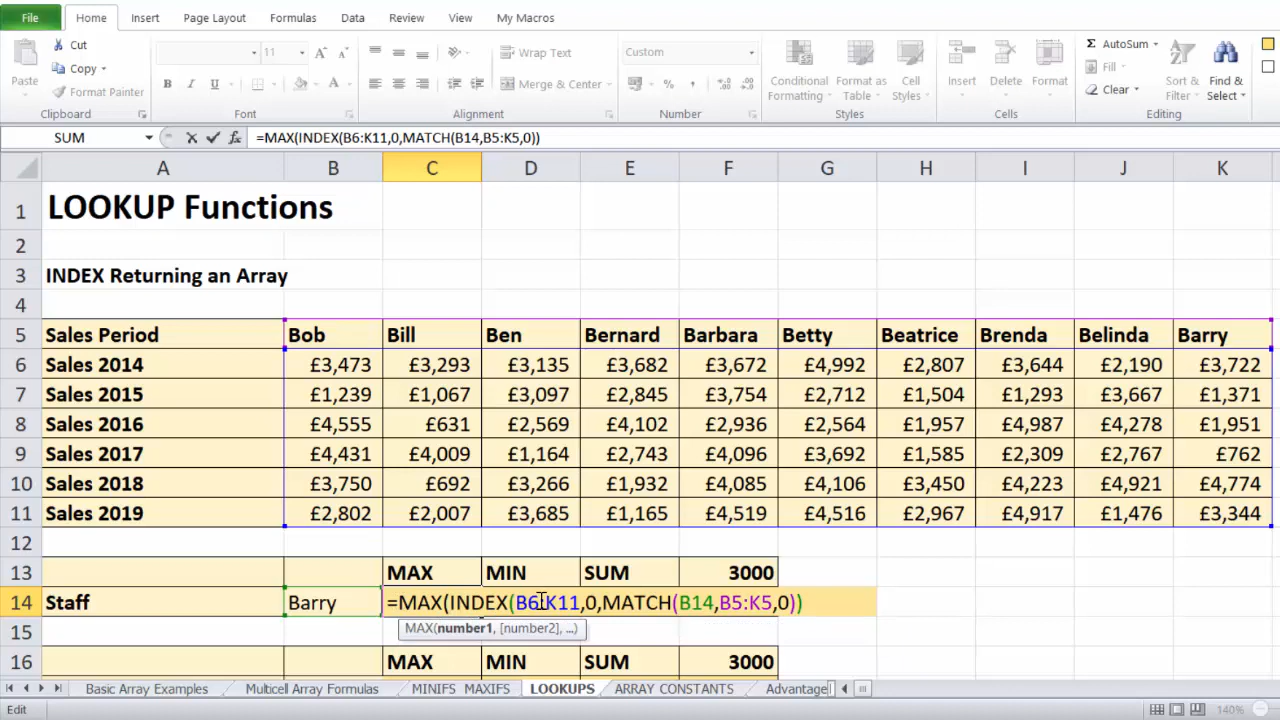 File Home Insert Page Layout Formulas Data Review View My Macros
Cut
Copy
Format Painter
Paste
11
Wrap Text
Merge & Center
Custom
Conditional Formatting
Format as Table
Cell Styles
Insert
Delete
Format
AutoSum
Fill
Clear
Sort & Filter
Find & Select
Clipboard Font Alignment Number Styles Cells Editing
SUM =MAX(INDEX(B6:K11,0,MATCH(B14,B5:K5,0))
A B C D E F G H I J K
1 LOOKUP Functions
2
3 INDEX Returning an Array
4
5 Sales Period Bob Bill Ben Bernard Barbara Betty Beatrice Brenda Belinda Barry
6 Sales 2014 £3,473 £3,293 £3,135 £3,682 £3,672 £4,992 £2,807 £3,644 £2,190 £3,722
7 Sales 2015 £1,239 £1,067 £3,097 £2,845 £3,754 £2,712 £1,504 £1,293 £3,667 £1,371
8 Sales 2016 £4,555 £631 £2,569 £4,102 £2,936 £2,564 £1,957 £4,987 £4,278 £1,951
9 Sales 2017 £4,431 £4,009 £1,164 £2,743 £4,096 £3,692 £1,585 £2,309 £2,767 £762
10 Sales 2018 £3,750 £692 £3,266 £1,932 £4,085 £4,106 £3,450 £4,223 £4,921 £4,774
11 Sales 2019 £2,802 £2,007 £3,685 £1,165 £4,519 £4,516 £2,967 £4,917 £1,476 £3,344
12
13 MAX MIN SUM 3000
14 Staff Barry =MAX(INDEX(B6:K11,0,MATCH(B14,B5:K5,0))
15 MAX(number1, [number2], ...)
16 MAX MIN SUM 3000
Basic Array Examples Multicell Array Formulas MINIFS MAXIFS LOOKUPS ARRAY CONSTANTS Advantage
Edit 140%